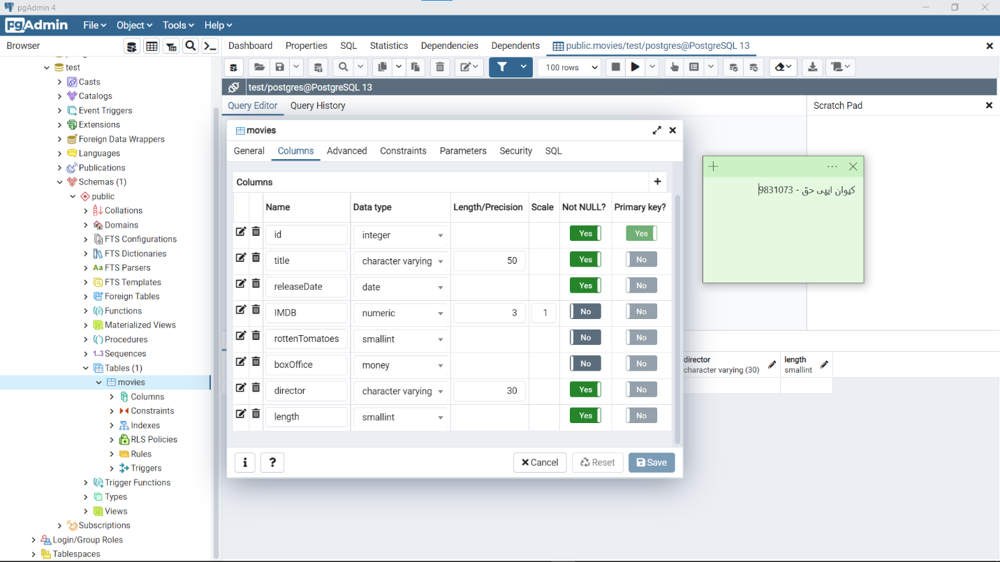 pgAdmin 4
pgAdmin File Object Tools Help
Browser
Dashboard Properties SQL Statistics Dependencies Dependents public.movies/test/postgres@PostgreSQL 13
100 rows
test/postgres@PostgreSQL 13
Query Editor Query History
Scratch Pad
test
Casts
Catalogs
Event Triggers
Extensions
Foreign Data Wrappers
Languages
Publications
Schemas (1)
public
Collations
Domains
FTS Configurations
FTS Dictionaries
Aa FTS Parsers
FTS Templates
Foreign Tables
Functions
Materialized Views
Procedures
1..3 Sequences
Tables (1)
movies
Columns
Constraints
Indexes
RLS Policies
Rules
Triggers
Trigger Functions
Types
Views
Subscriptions
Login/Group Roles
Tablespaces
movies
General Columns Advanced Constraints Parameters Security SQL
Columns
Name Data type Length/Precision Scale Not NULL? Primary key?
id integer Yes Yes
title character varying 50 Yes No
releaseDate date Yes No
IMDB numeric 3 1 No No
rottenTomatoes smallint No No
boxOffice money No No
director character varying 30 Yes No
length smallint Yes No
Cancel Reset Save
کیوان ایپی حق - 9831073
director
character varying (30)
length
smallint